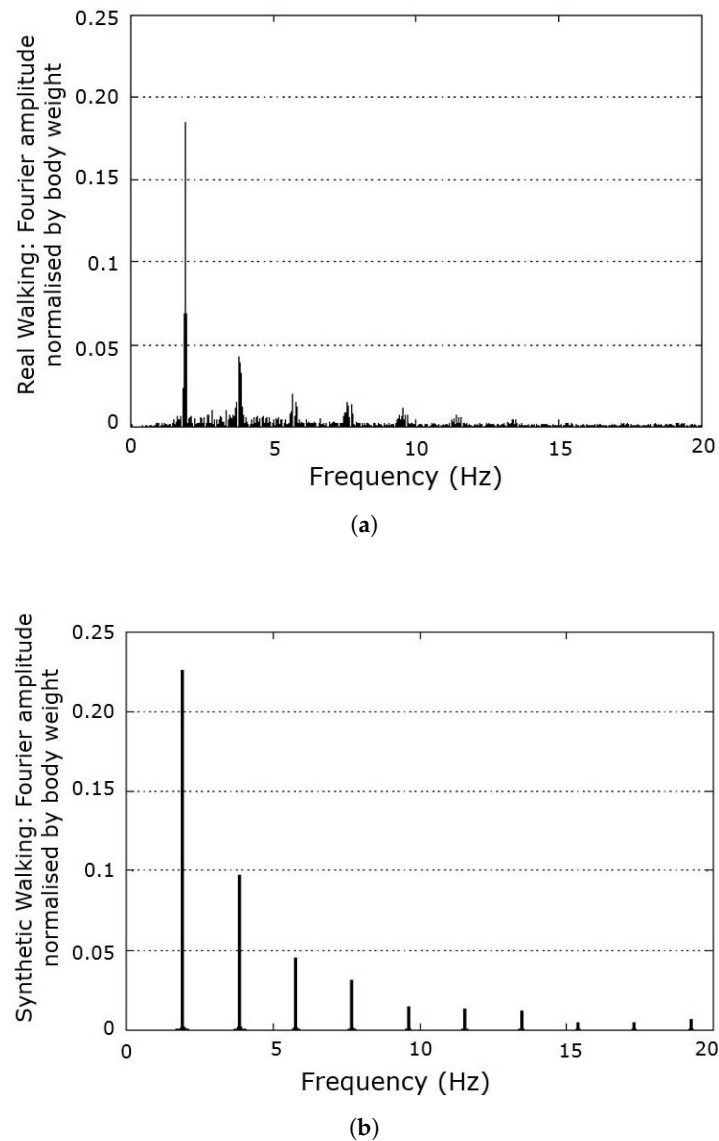 Real Walking: Fourier amplitude
normalised by body weight
0.25
0.20
0.15
0.1
0.05
0
0 5 10 15 20
Frequency (Hz)
(a)
Synthetic Walking: Fourier amplitude
normalised by body weight
0.25
0.20
0.15
0.1
0.05
0
0 5 10 15 20
Frequency (Hz)
(b)